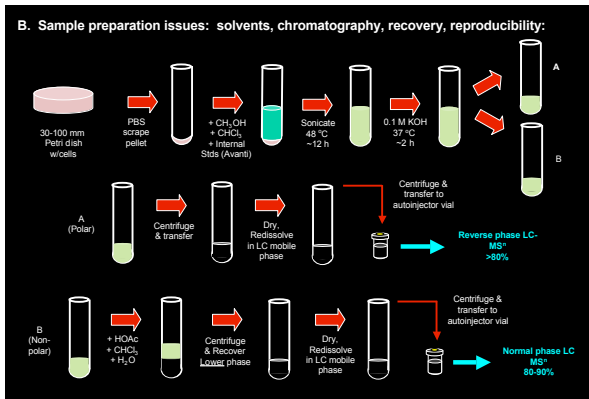 B. Sample preparation issues: solvents, chromatography, recovery, reproducibility:
30-100 mm
Petri dish
w/cells
PBS
scrape
pellet
+ CH3OH
+ CHCl3
+ Internal
Stds (Avanti)
Sonicate
48 °C
~12 h
0.1 M KOH
37 °C
~2 h
A
B
A
(Polar)
Centrifuge
& transfer
Dry,
Redissolve
in LC mobile
phase
Centrifuge &
transfer to
autoinjector vial
Reverse phase LC-
MSⁿ
>80%
B
(Non-
polar)
+ HOAc
+ CHCl3
+ H2O
Centrifuge
& Recover
Lower phase
Dry,
Redissolve
in LC mobile
phase
Centrifuge &
transfer to
autoinjector vial
Normal phase LC
MSⁿ
80-90%